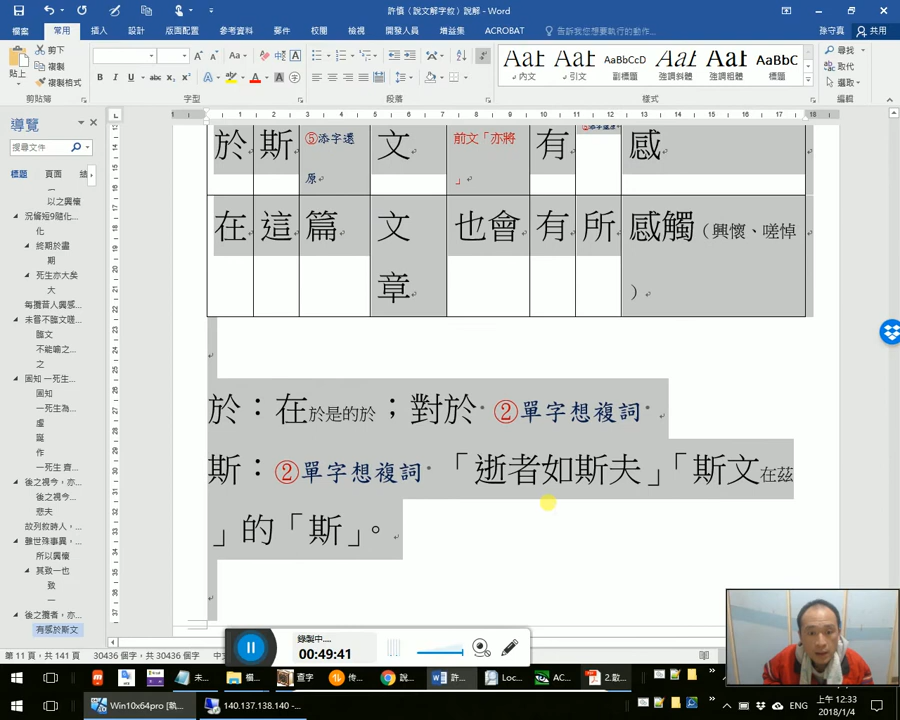 許慎《說文解字敘》說解 - Word
孫守真
共用
檔案 常用 插入 設計 版面配置 參考資料 郵件 校閱 檢視 開發人員 增益集 ACROBAT 告訴我您想要執行的動作...
貼上
剪下
複製
複製格式
剪貼簿 字型 段落 樣式 編輯
內文 引文 副標題 強調斜體 強調粗體 強調
尋找
取代
選取
導覽
搜尋文件
標題 頁面 結
以之興懷
況脩短隨化
化
終期於盡
期
死生亦大矣
大
每攬昔人興感...
未嘗不臨文嗟...
臨文
不能喻之...
之
固知 一死生...
固知
一死生為...
虛
誕
作
一死生 齊...
後之視今，亦...
後之視今...
悲夫
故列敘時人，...
雖世殊事異，...
所以興懷
其致一也
致
一
後之攬者，亦...
有感於斯文
於 斯 ⑤添字還原 文 前文「亦將」 有 感
在 這 篇 文章 也會 有 所 感觸（興懷、嗟悼）
於：在於是的於；對於 ②單字想複詞
斯：②單字想複詞 「逝者如斯夫」「斯文在茲
」的「斯」。
錄製中....
00:49:41
第 11 頁，共 141 頁 30436 個字，共 30436 個字
未...
檔...
查字
傳...
說...
許...
Loc...
AC...
2.散...
Win10x64pro [執...
140.137.138.140 -...
ENG
上午 12:33
2018/1/4